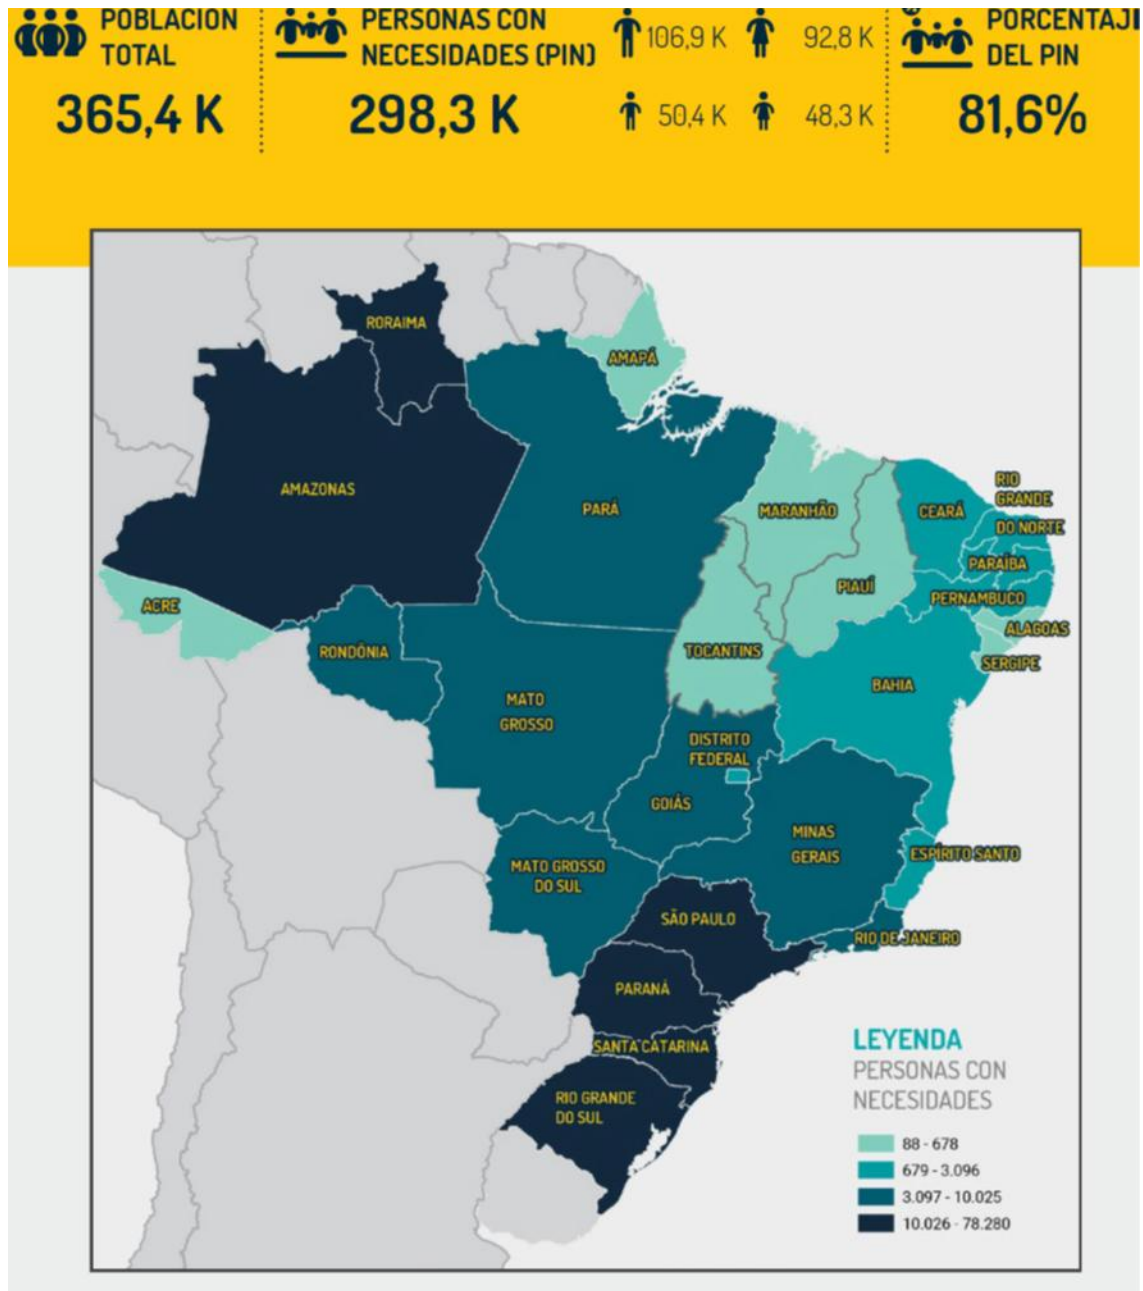 POBLACIÓN
TOTAL
365,4 K
PERSONAS CON
NECESIDADES (PIN)
298,3 K
106,9 K
92,8 K
50,4 K
48,3 K
PORCENTAJE
DEL PIN
81,6%
RORAIMA
AMAPÁ
AMAZONAS
PARÁ
MARANHÃO
CEARÁ
RIO
GRANDE
DO NORTE
PARAÍBA
PIAUÍ
PERNAMBUCO
ACRE
ALAGOAS
TOCANTINS
SERGIPE
RONDÔNIA
BAHIA
MATO
GROSSO
DISTRITO
FEDERAL
GOIÁS
MINAS
GERAIS
ESPÍRITO SANTO
MATO GROSSO
DO SUL
SÃO PAULO
RIO DE JANEIRO
PARANÁ
SANTA CATARINA
RIO GRANDE
DO SUL
LEYENDA
PERSONAS CON
NECESIDADES
88 - 678
679 - 3.096
3.097 - 10.025
10.026 - 78.280